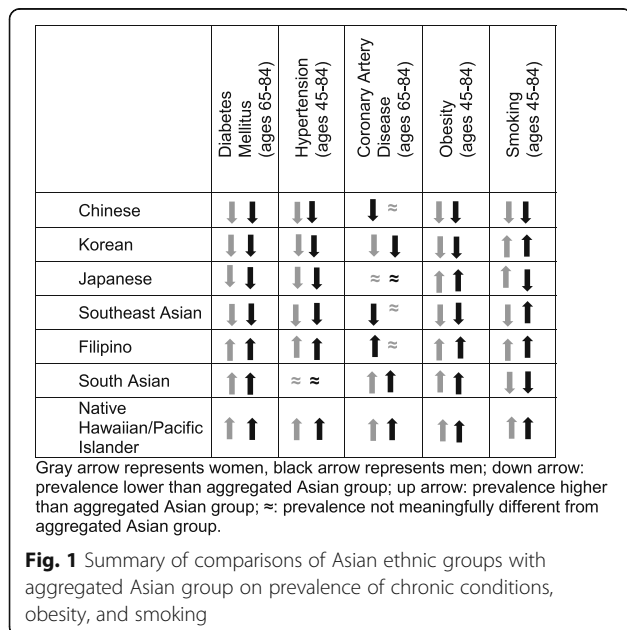 Diabetes
Mellitus
(ages 65-84)
Hypertension
(ages 45-84)
Coronary Artery
Disease
(ages 65-84)
Obesity
(ages 45-84)
Smoking
(ages 45-84)
Chinese ↓ ↓ ↓ ↓ ↓ ≈ ↓ ↓ ↓ ↓
Korean ↓ ↓ ↓ ↓ ↓ ↓ ↓ ↓ ↑ ↑
Japanese ↓ ↓ ↓ ↓ ≈ ≈ ↑ ↑ ↑ ↓
Southeast Asian ↓ ↓ ↓ ↓ ↓ ≈ ↓ ↓ ↓ ↑
Filipino ↑ ↑ ↑ ↑ ↑ ≈ ↑ ↑ ↑ ↑
South Asian ↑ ↑ ≈ ≈ ↑ ↑ ↑ ↑ ↓ ↓
Native
Hawaiian/Pacific ↑ ↑ ↑ ↑ ↑ ↑ ↑ ↑ ↑ ↑
Islander
Gray arrow represents women, black arrow represents men; down arrow:
prevalence lower than aggregated Asian group; up arrow: prevalence higher
than aggregated Asian group; ≈: prevalence not meaningfully different from
aggregated Asian group.
Fig. 1 Summary of comparisons of Asian ethnic groups with
aggregated Asian group on prevalence of chronic conditions,
obesity, and smoking